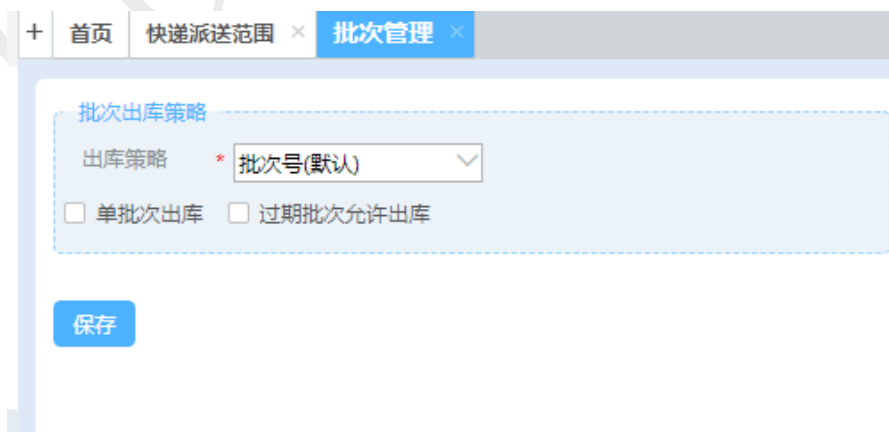 + 首页 快递派送范围 × 批次管理 ×
批次出库策略
出库策略 * 批次号(默认)
单批次出库 过期批次允许出库
保存